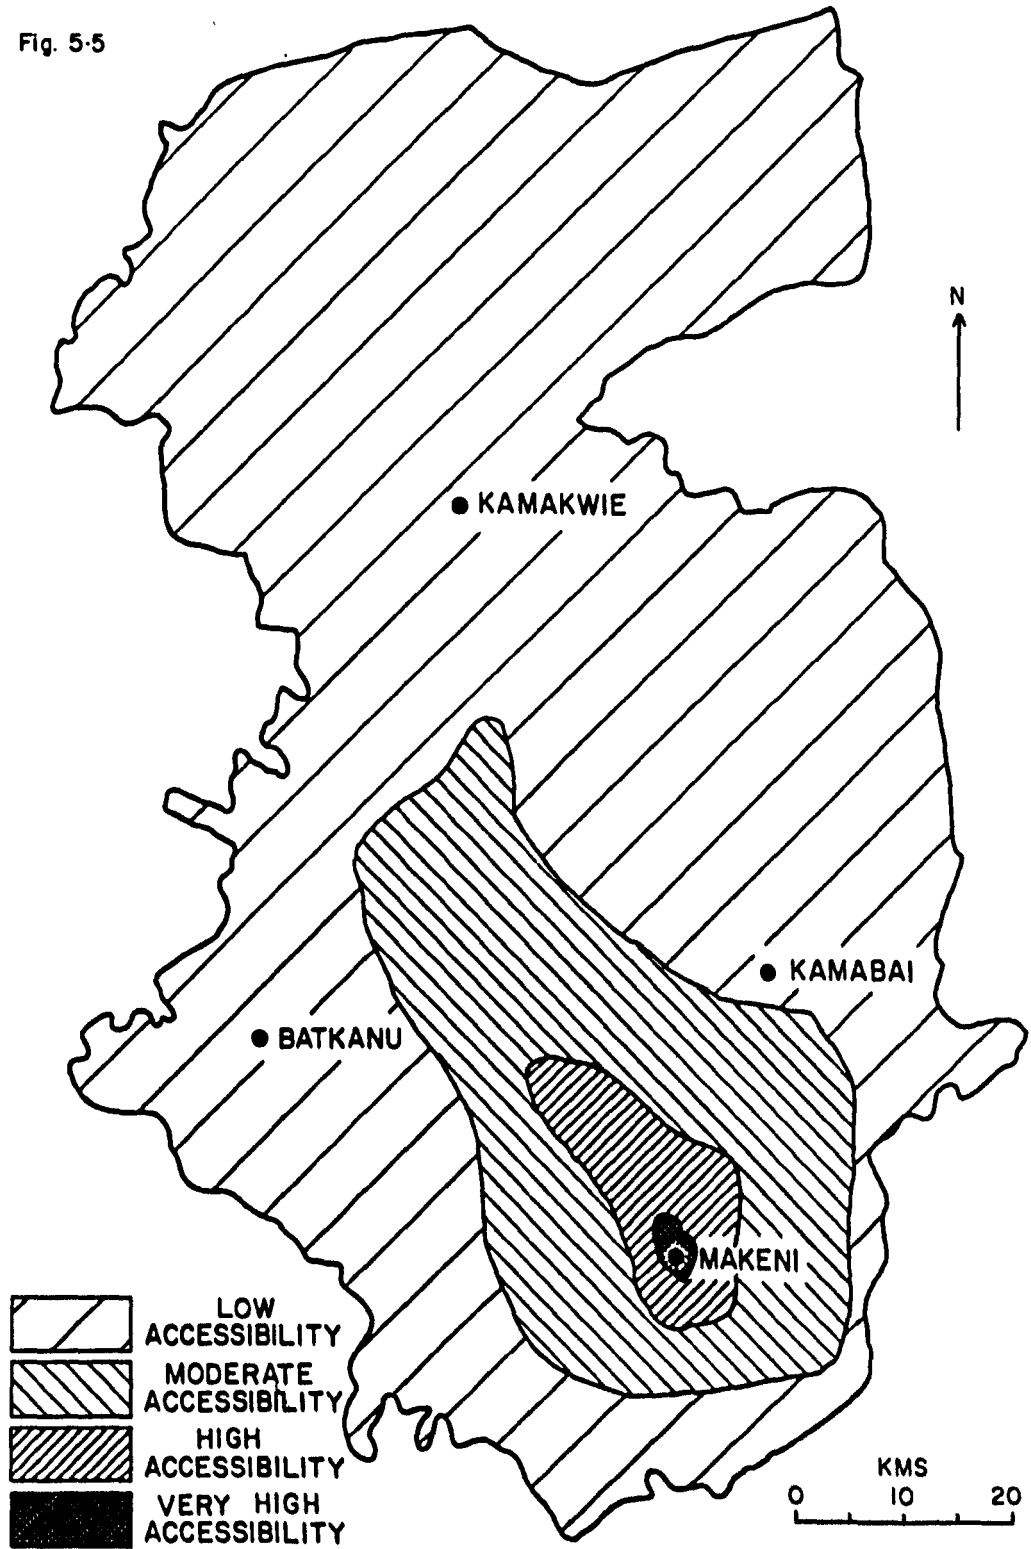 Fig. 5·5
N
KAMAKWIE
KAMABAI
BATKANU
MAKENI
LOW
ACCESSIBILITY
MODERATE
ACCESSIBILITY
HIGH
ACCESSIBILITY
VERY HIGH
ACCESSIBILITY
KMS
0 10 20